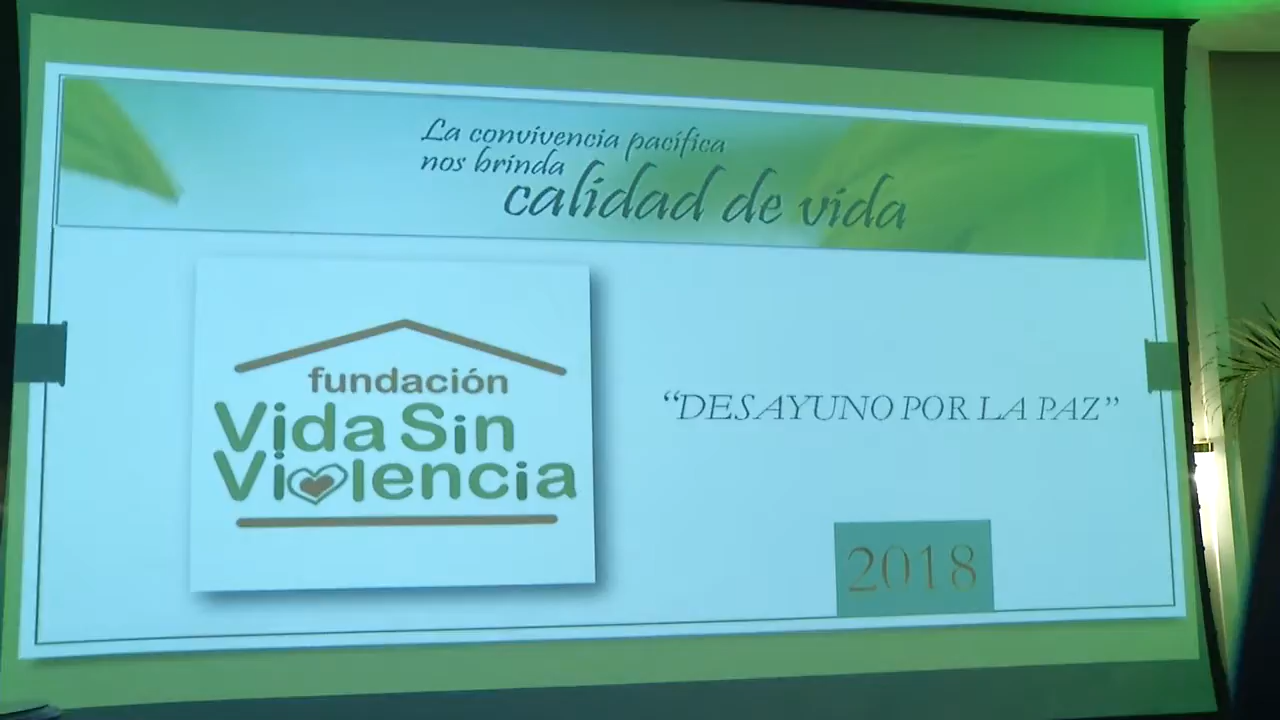 La convivencia pacífica
nos brinda
calidad de vida
fundación
Vida Sin
Violencia
“DESAYUNO POR LA PAZ”
2018